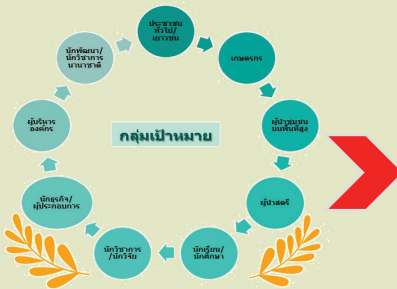 ประชาชน
ทั่วไป/
เยาวชน
เกษตรกร
ผู้นำชุมชน
บนพื้นที่สูง
ผู้นำสตรี
นักเรียน/
นักศึกษา
นักวิชาการ
/นักวิจัย
นักธุรกิจ/
ผู้ประกอบการ
ผู้บริหาร
องค์กร
นักพัฒนา/
นักวิชาการ
นานาชาติ
กลุ่มเป้าหมาย